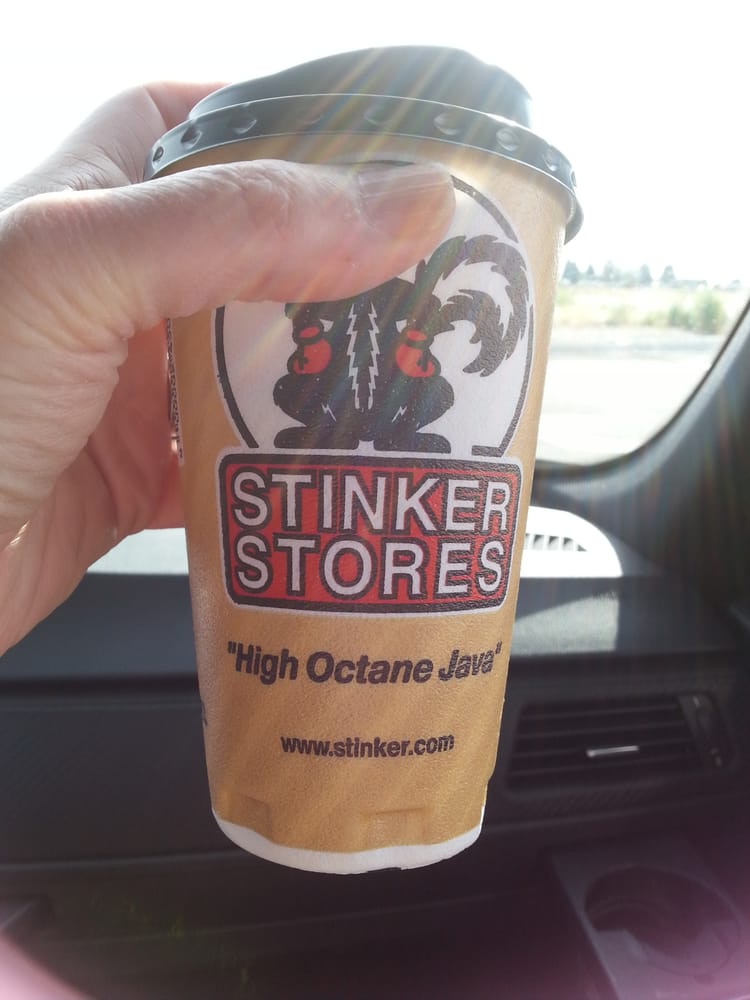 STINKER
STORES
"High Octane Java"
www.stinker.com